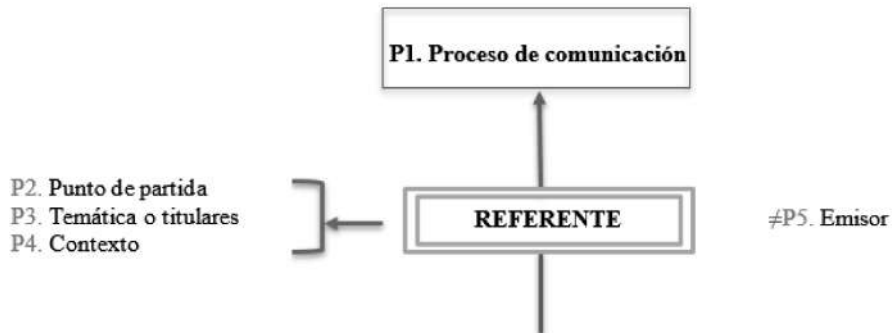 P1. Proceso de comunicación
P2. Punto de partida
P3. Temática o titulares
P4. Contexto
REFERENTE
≠P5. Emisor